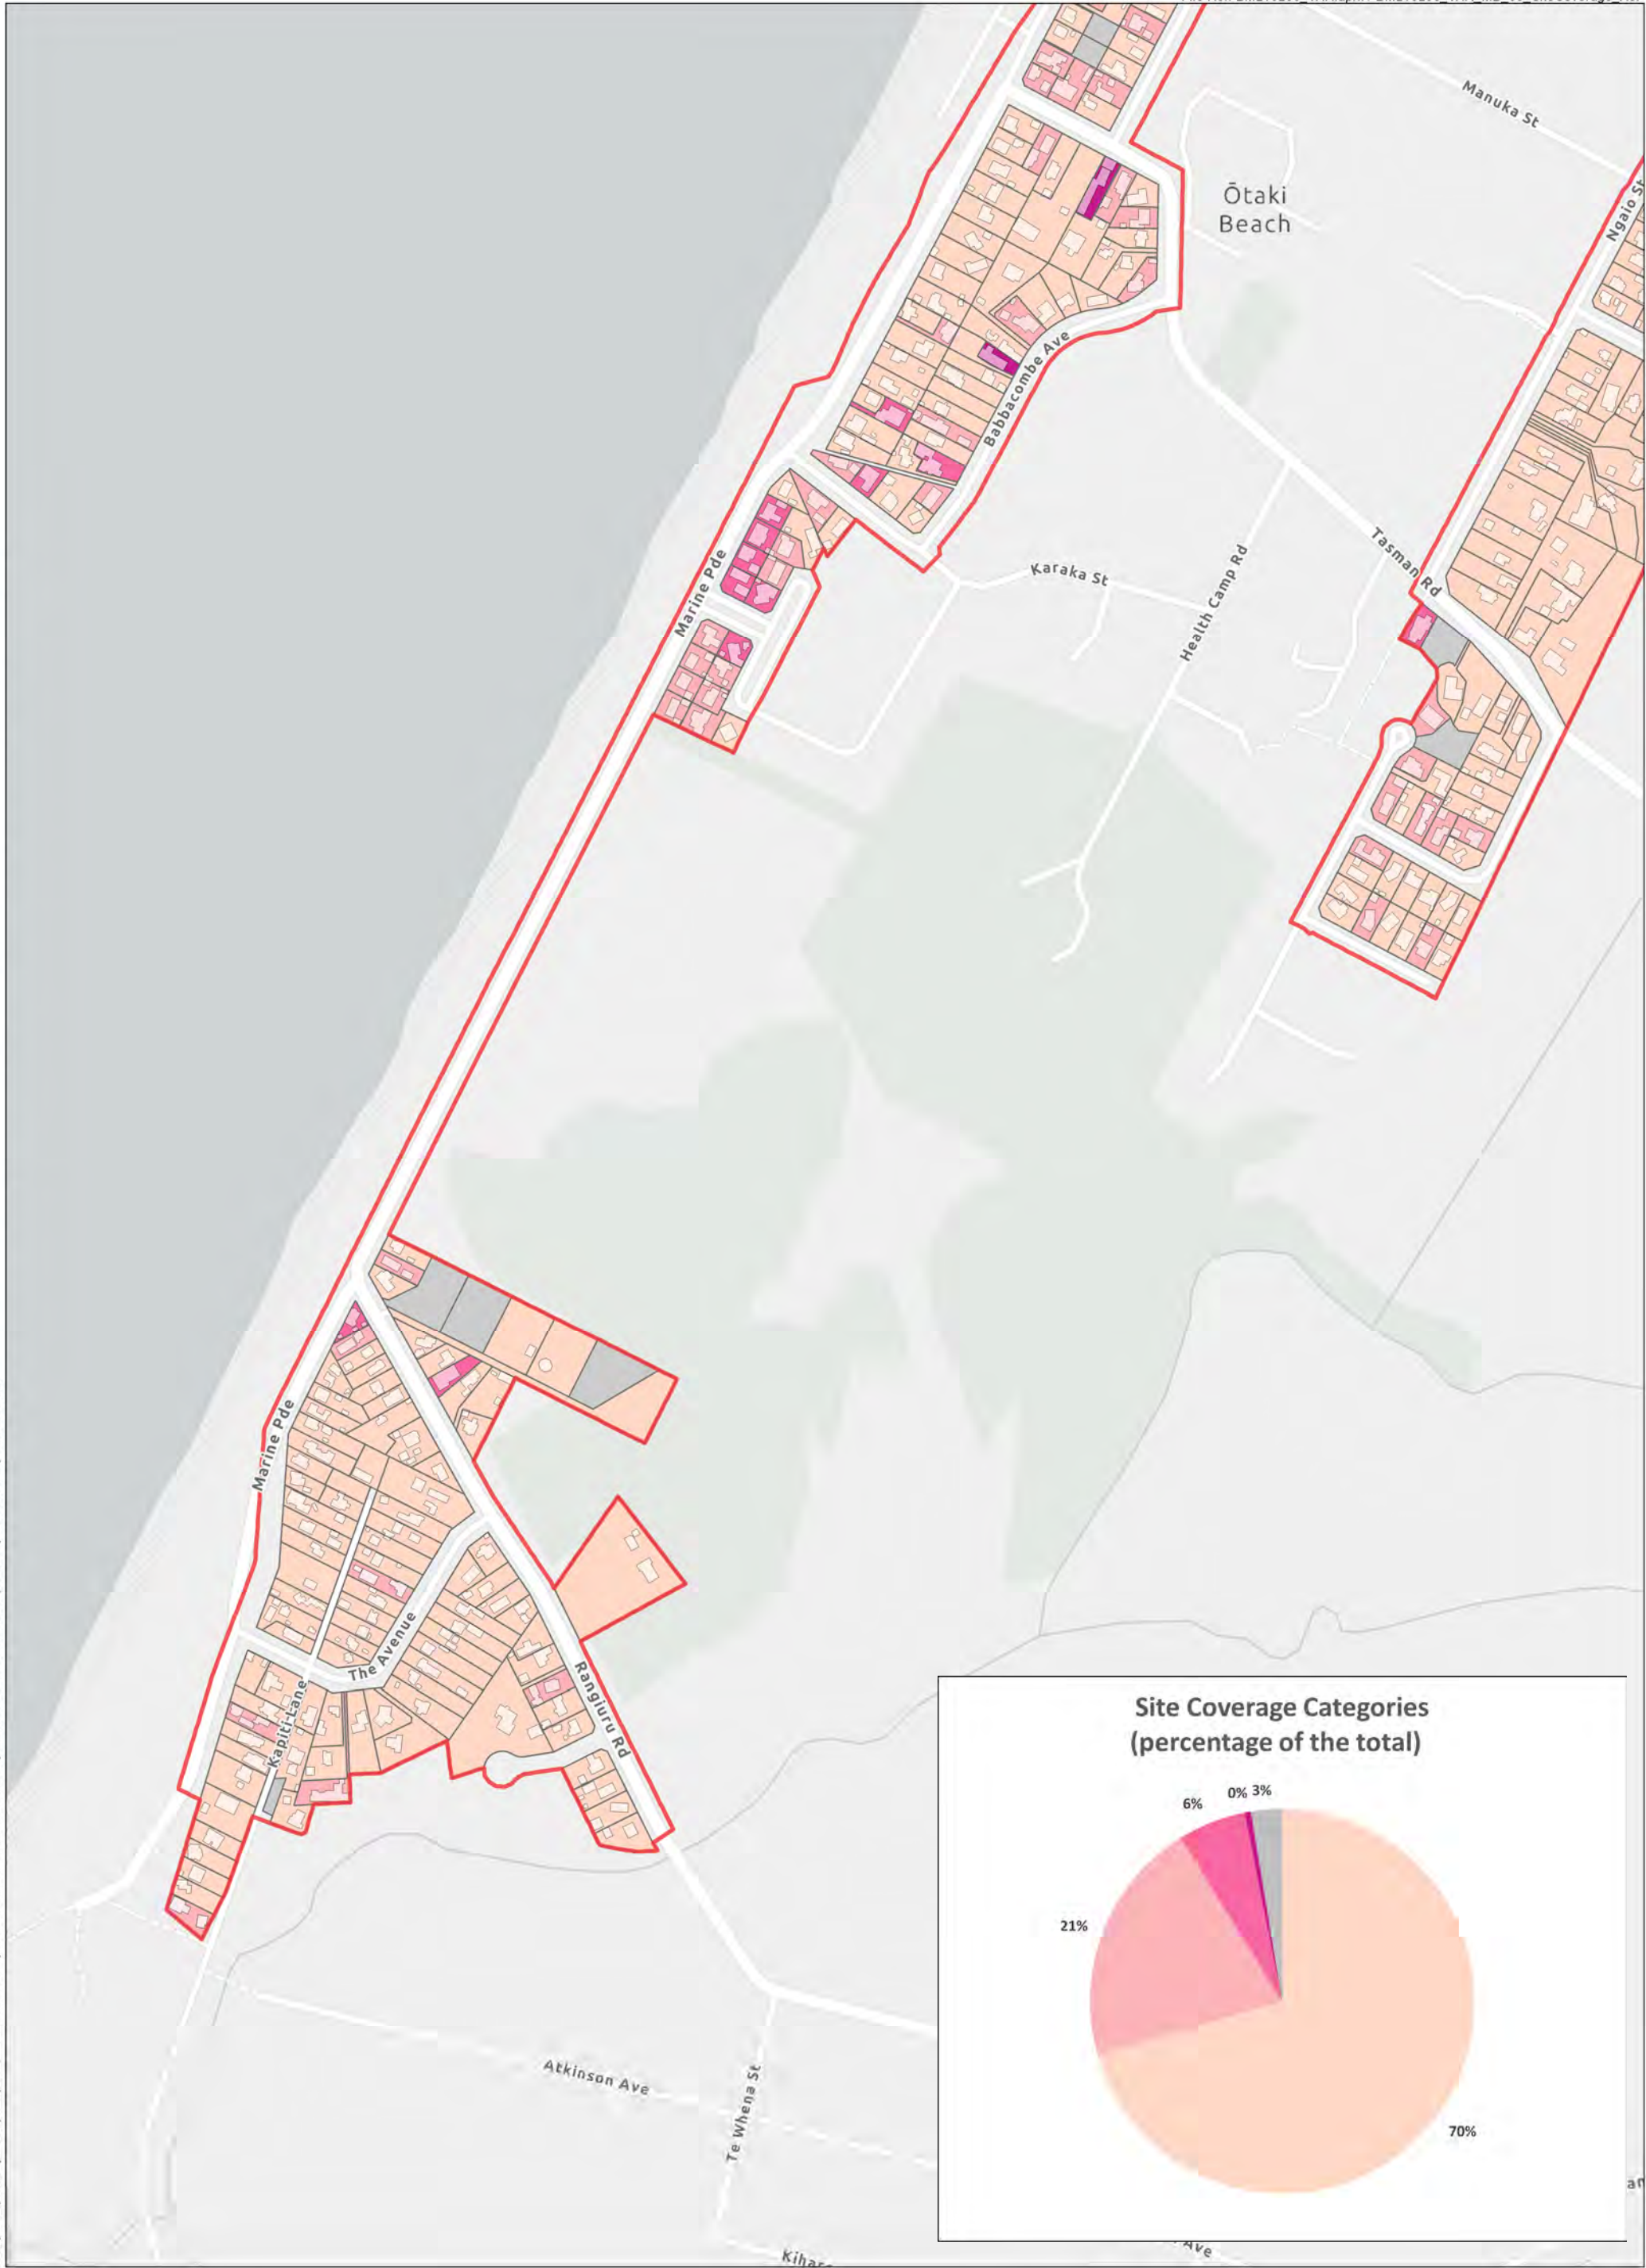 Manuka St
Ōtaki
Beach
Ngaio St
Babbacombe Ave
Marine Pde
Karaka St
Health Camp Rd
Tasman Rd
Marine Pde
The Avenue
Kapiti Lane
Rangiuru Rd
Site Coverage Categories
(percentage of the total)
6%
0%
3%
21%
70%
Atkinson Ave
Te Whena St
Ave